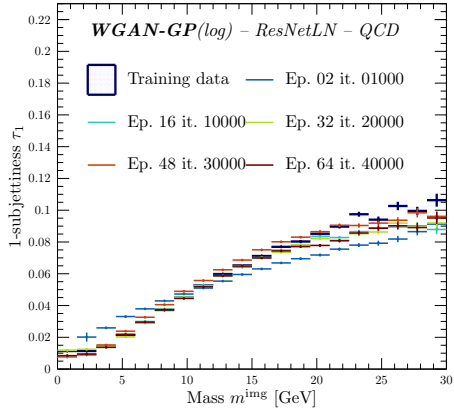 WGAN-GP(log) – ResNetLN – QCD
Training data
Ep. 02 it. 01000
Ep. 16 it. 10000
Ep. 32 it. 20000
Ep. 48 it. 30000
Ep. 64 it. 40000
1-subjettiness τ₁
0.22
0.2
0.18
0.16
0.14
0.12
0.1
0.08
0.06
0.04
0.02
0
0 5 10 15 20 25 30
Mass mⁱᵐᵍ [GeV]